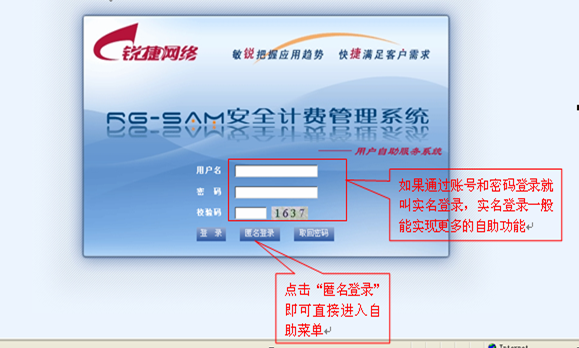 锐捷网络
敏锐把握应用趋势 快捷满足客户需求
RG-SAM安全计费管理系统
用户自助服务系统
用户名
密 码
校验码 1637
登 录 匿名登录 取回密码
如果通过账号和密码登录就
叫实名登录，实名登录一般
能实现更多的自助功能↵
点击“匿名登录”
即可直接进入自
助菜单↵
Internet